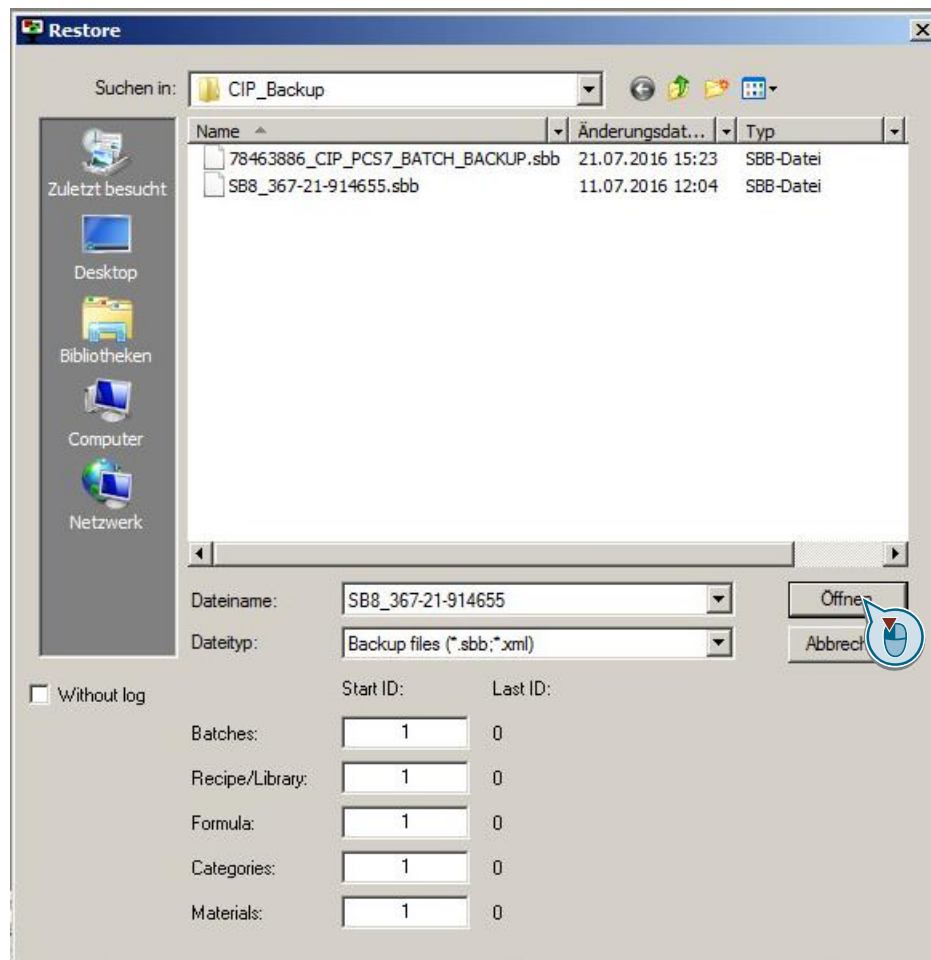 Restore
Suchen in: CIP_Backup
Name Änderungsdat... Typ
78463886_CIP_PCS7_BATCH_BACKUP.sbb 21.07.2016 15:23 SBB-Datei
SB8_367-21-914655.sbb 11.07.2016 12:04 SBB-Datei
Zuletzt besucht
Desktop
Bibliotheken
Computer
Netzwerk
Dateiname: SB8_367-21-914655 Öffnen
Dateityp: Backup files (*.sbb;*.xml) Abbrech
Without log
Start ID: Last ID:
Batches: 1 0
Recipe/Library: 1 0
Formula: 1 0
Categories: 1 0
Materials: 1 0